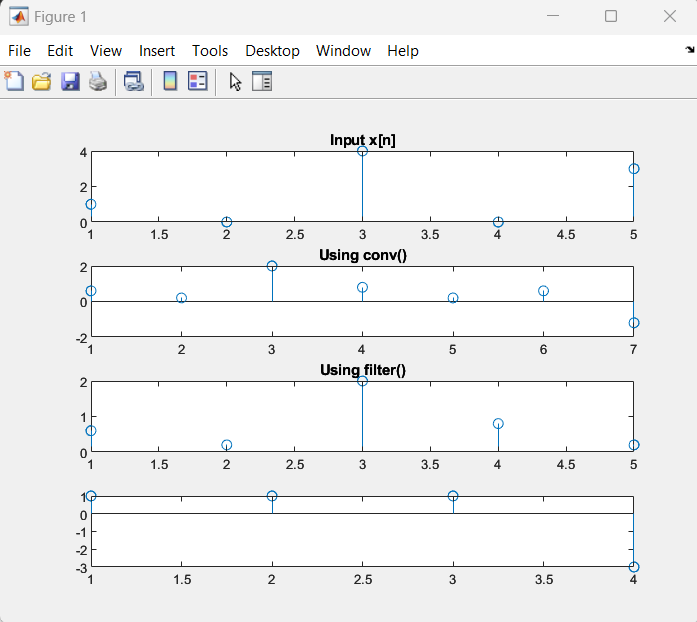 Figure 1
File Edit View Insert Tools Desktop Window Help
Input x[n]
4
2
0
1 1.5 2 2.5 3 3.5 4 4.5 5
Using conv()
2
0
-2
1 2 3 4 5 6 7
Using filter()
2
1
0
1 1.5 2 2.5 3 3.5 4 4.5 5
1
0
-1
-2
-3
1 1.5 2 2.5 3 3.5 4